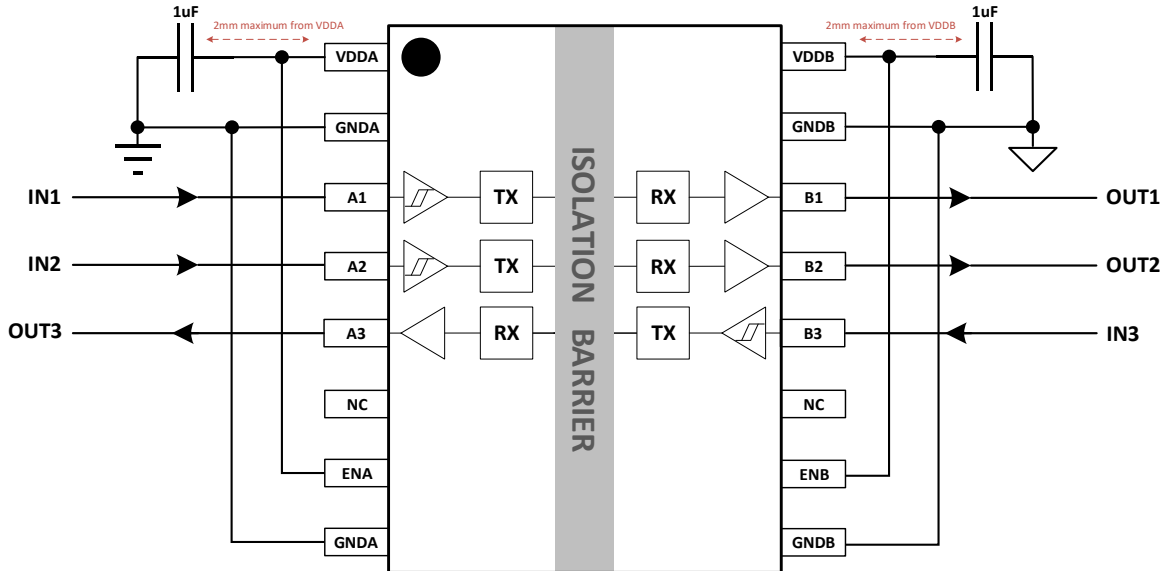 1uF
2mm maximum from VDDA
2mm maximum from VDDB
1uF
VDDA
VDDB
GNDA
GNDB
IN1
A1
TX
RX
B1
OUT1
IN2
A2
TX
RX
B2
OUT2
OUT3
A3
RX
TX
B3
IN3
ISOLATION BARRIER
NC
NC
ENA
ENB
GNDA
GNDB